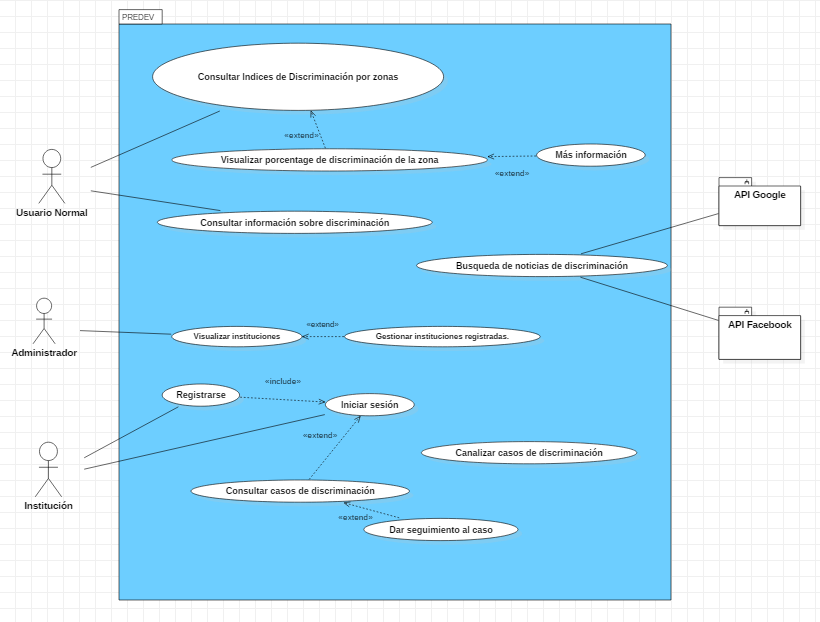 PREDEV
Consultar Indices de Discriminación por zonas
«extend»
Visualizar porcentage de discriminación de la zona
Más información
«extend»
Usuario Normal
Consultar información sobre discriminación
API Google
Busqueda de noticias de discriminación
API Facebook
«extend»
Visualizar instituciones
Gestionar instituciones registradas.
Administrador
«include»
Registrarse
Iniciar sesión
«extend»
Canalizar casos de discriminación
Consultar casos de discriminación
Institución
«extend»
Dar seguimiento al caso